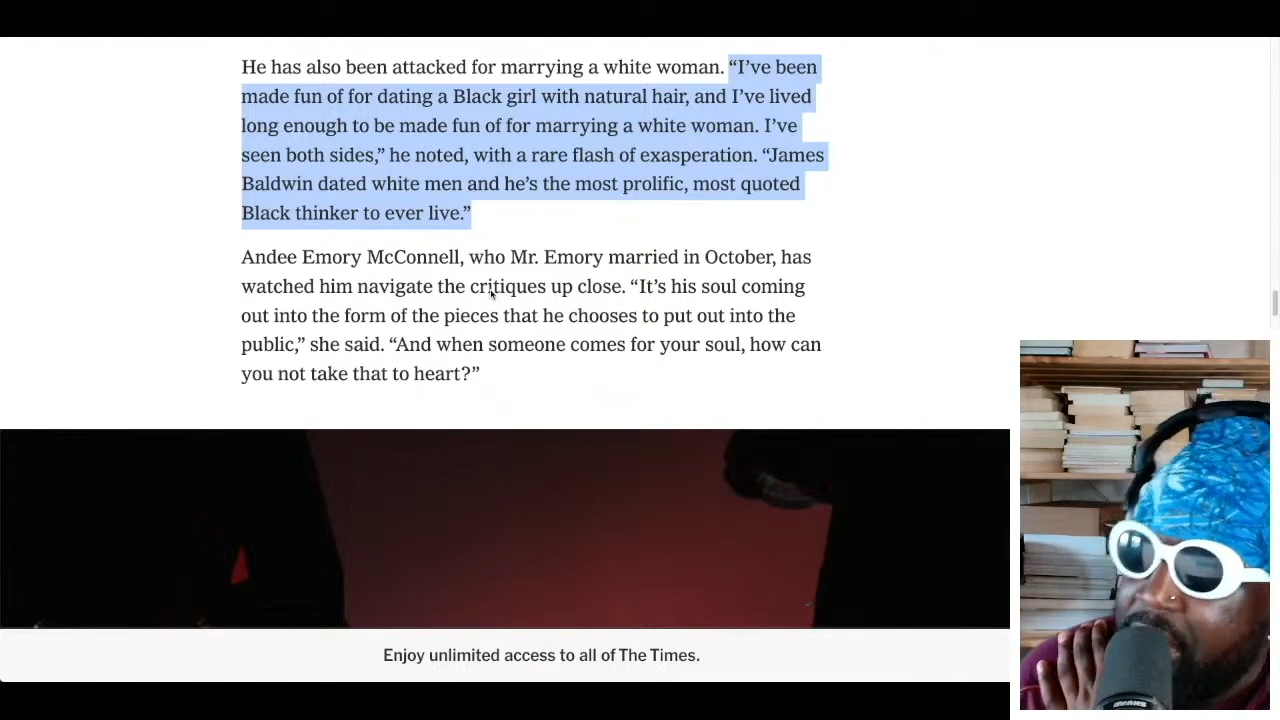 He has also been attacked for marrying a white woman. “I’ve been
made fun of for dating a Black girl with natural hair, and I’ve lived
long enough to be made fun of for marrying a white woman. I’ve
seen both sides,” he noted, with a rare flash of exasperation. “James
Baldwin dated white men and he’s the most prolific, most quoted
Black thinker to ever live.”
Andee Emory McConnell, who Mr. Emory married in October, has
watched him navigate the critiques up close. “It’s his soul coming
out into the form of the pieces that he chooses to put out into the
public,” she said. “And when someone comes for your soul, how can
you not take that to heart?”
Enjoy unlimited access to all of The Times.
SHURE